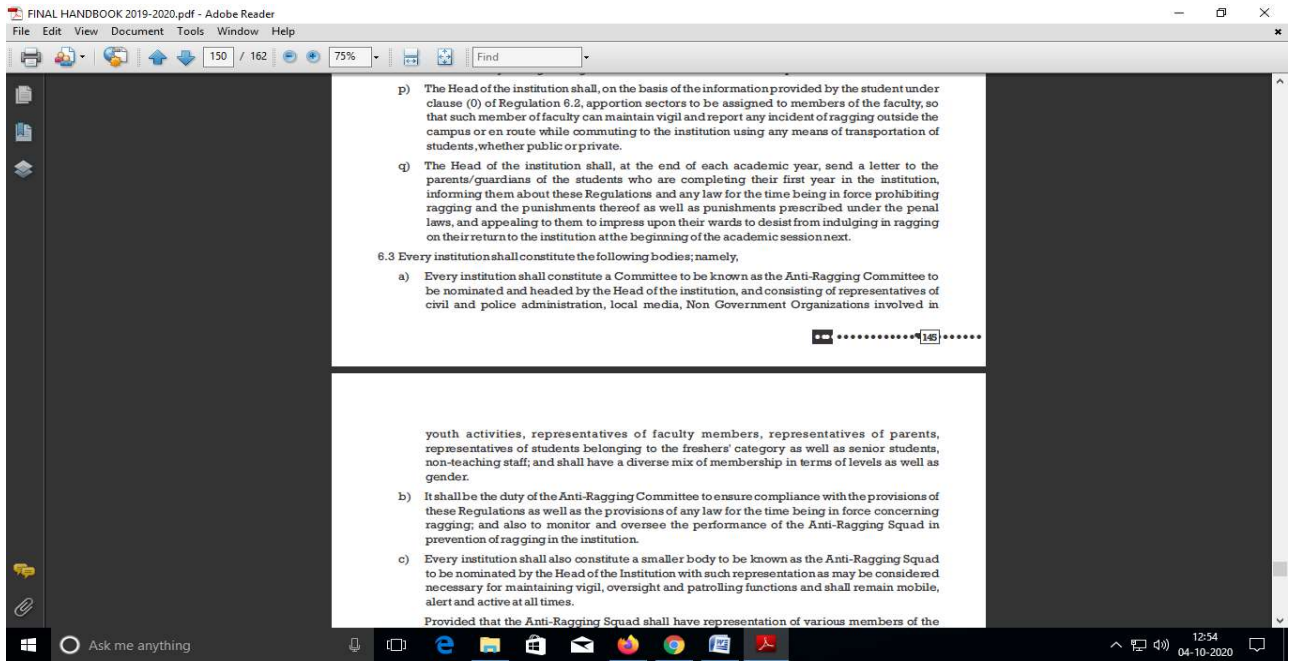 FINAL HANDBOOK 2019-2020.pdf - Adobe Reader
File Edit View Document Tools Window Help
150 / 162 75% Find
p) The Head of the institution shall, on the basis of the information provided by the student under
clause (0) of Regulation 6.2, apportion sectors to be assigned to members of the faculty, so
that such member of faculty can maintain vigil and report any incident of ragging outside the
campus or en route while commuting to the institution using any means of transportation of
students, whether public or private.
q) The Head of the institution shall, at the end of each academic year, send a letter to the
parents/guardians of the students who are completing their first year in the institution,
informing them about these Regulations and any law for the time being in force prohibiting
ragging and the punishments thereof as well as punishments prescribed under the penal
laws, and appealing to them to impress upon their wards to desist from indulging in ragging
on their return to the institution at the beginning of the academic session next.
6.3 Every institution shall constitute the following bodies; namely,
a) Every institution shall constitute a Committee to be known as the Anti-Ragging Committee to
be nominated and headed by the Head of the institution, and consisting of representatives of
civil and police administration, local media, Non Government Organizations involved in
145
youth activities, representatives of faculty members, representatives of parents,
representatives of students belonging to the freshers' category as well as senior students,
non-teaching staff; and shall have a diverse mix of membership in terms of levels as well as
gender.
b) It shall be the duty of the Anti-Ragging Committee to ensure compliance with the provisions of
these Regulations as well as the provisions of any law for the time being in force concerning
ragging; and also to monitor and oversee the performance of the Anti-Ragging Squad in
prevention of ragging in the institution.
c) Every institution shall also constitute a smaller body to be known as the Anti-Ragging Squad
to be nominated by the Head of the Institution with such representation as may be considered
necessary for maintaining vigil, oversight and patrolling functions and shall remain mobile,
alert and active at all times.
Provided that the Anti-Ragging Squad shall have representation of various members of the
Ask me anything
12:54
04-10-2020